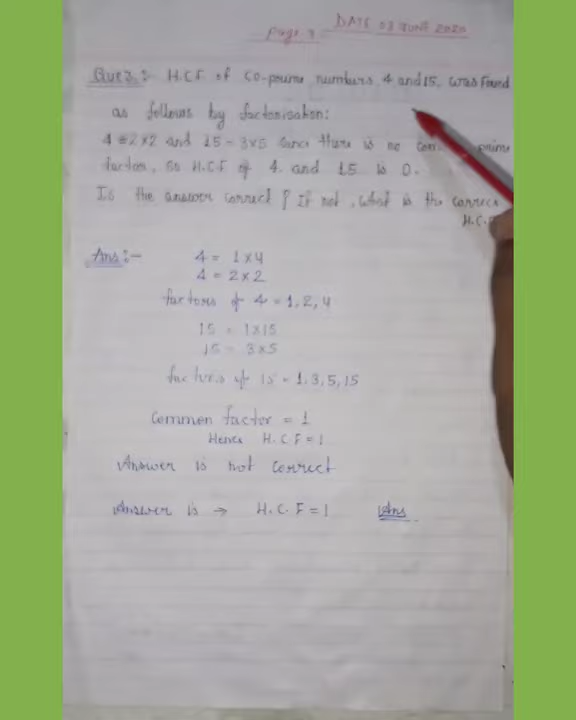 Page 3 DATE 03 JUNE 2020
Ques:- H.C.F of co-prime numbers 4 and 15, was found
as follows by factorisation:
4 = 2×2 and 15 = 3×5 since there is no prime
factor, so H.C.F of 4 and 15 is 0.
Is the answer correct? If not, what is the correct
H.C.F
Ans:- 4 = 1×4
4 = 2×2
factors of 4 = 1, 2, 4
15 = 1×15
15 = 3×5
factors of 15 = 1, 3, 5, 15
Common factor = 1
Hence H.C.F = 1
Answer is not correct
Answer is → H.C.F = 1 Ans